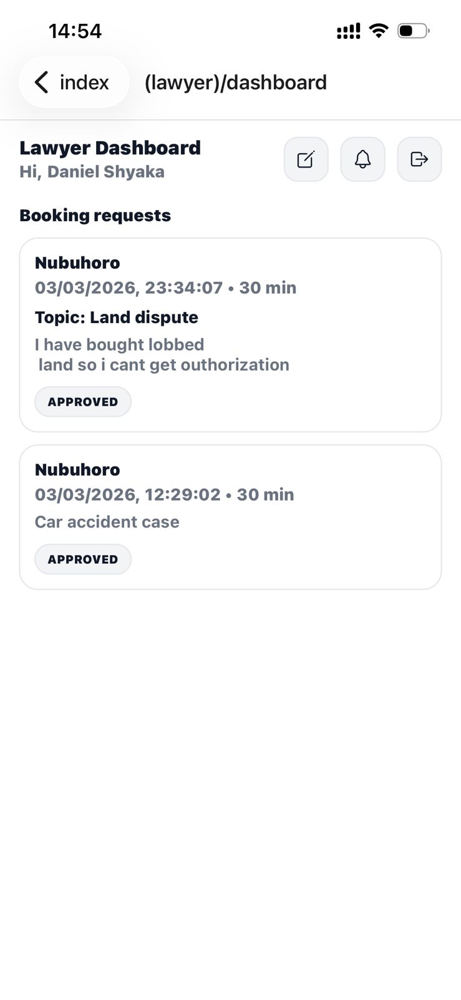 14:54
index
(lawyer)/dashboard
Lawyer Dashboard
Hi, Daniel Shyaka
Booking requests
Nubuhoro
03/03/2026, 23:34:07 • 30 min
Topic: Land dispute
I have bought lobbed
land so i cant get outhorization
APPROVED
Nubuhoro
03/03/2026, 12:29:02 • 30 min
Car accident case
APPROVED